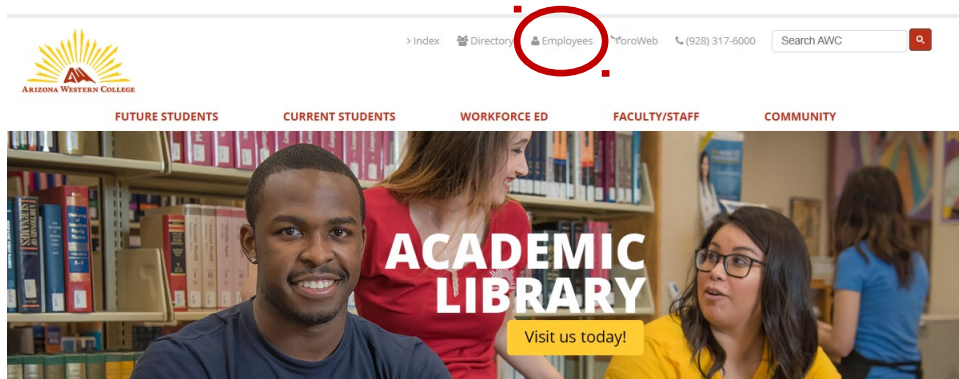 > Index Directory Employees ToroWeb (928) 317-6000 Search AWC
ARIZONA WESTERN COLLEGE
FUTURE STUDENTS CURRENT STUDENTS WORKFORCE ED FACULTY/STAFF COMMUNITY
ACADEMIC
LIBRARY
Visit us today!